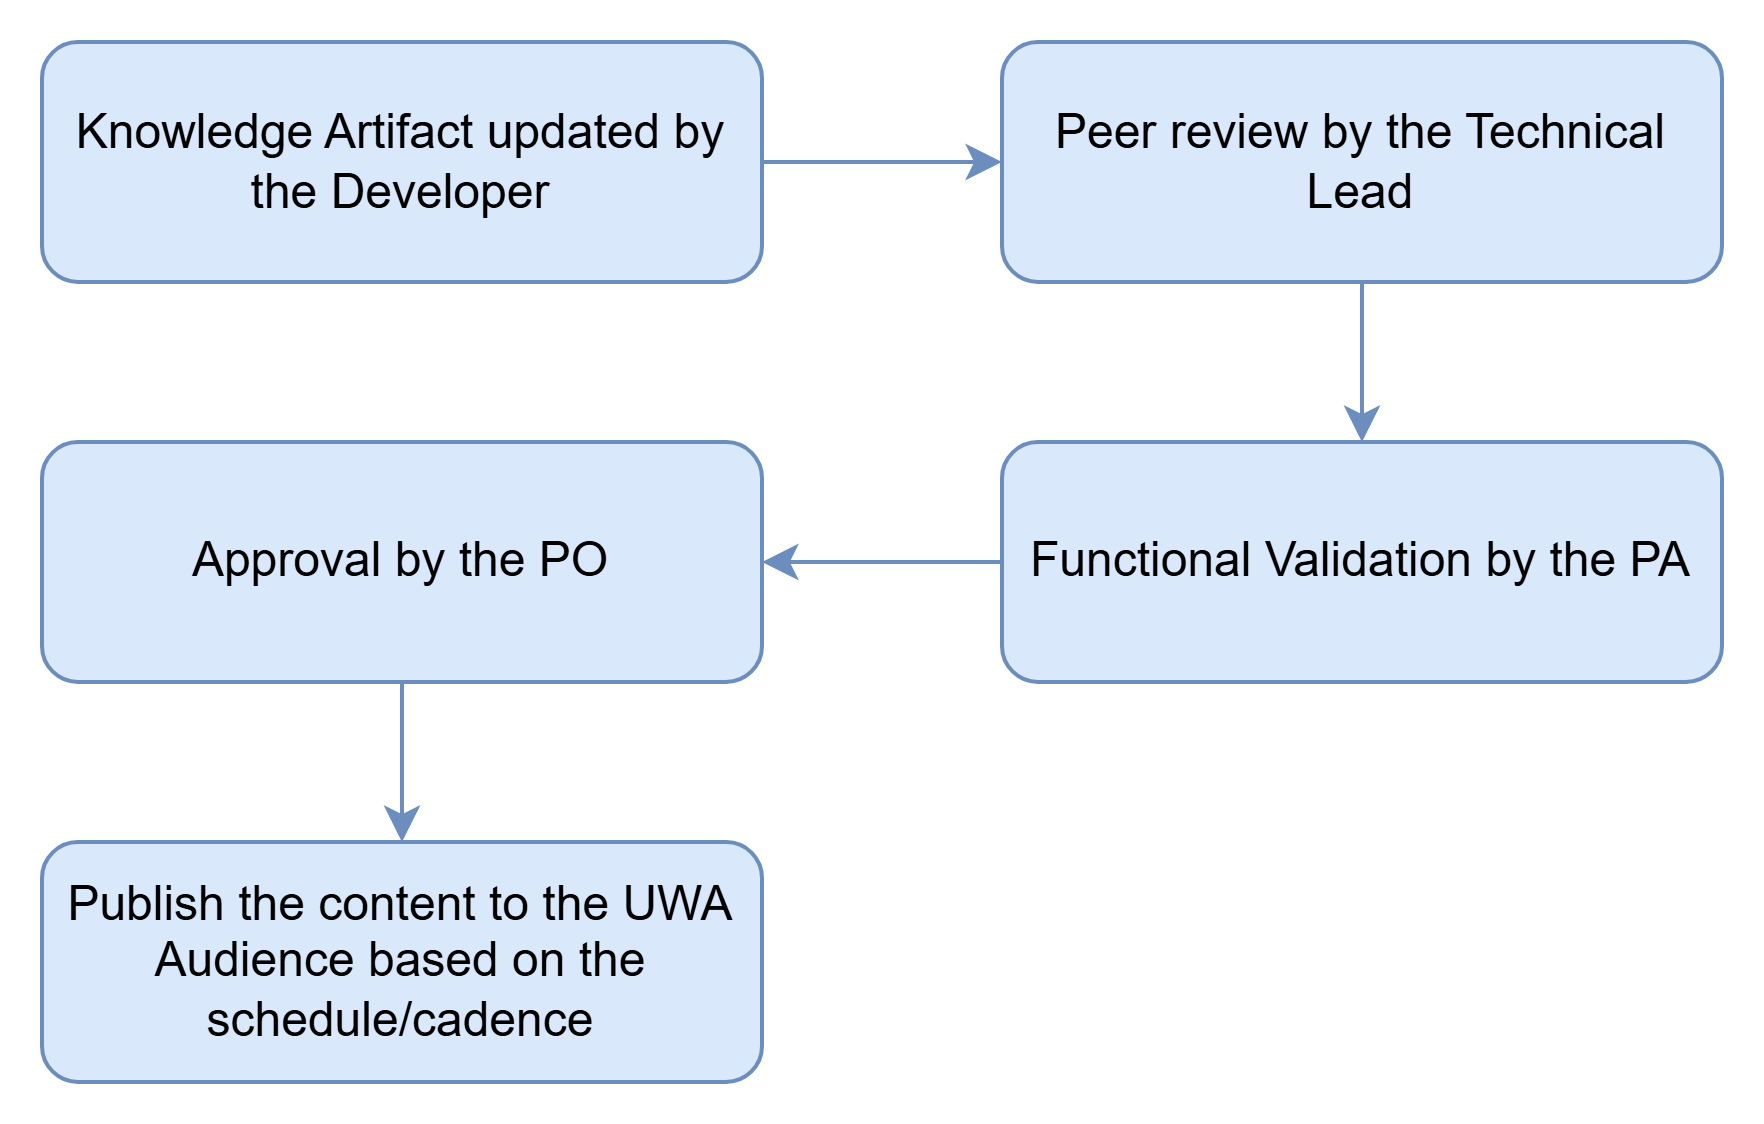 Knowledge Artifact updated by
the Developer
Peer review by the Technical
Lead
Functional Validation by the PA
Approval by the PO
Publish the content to the UWA
Audience based on the
schedule/cadence